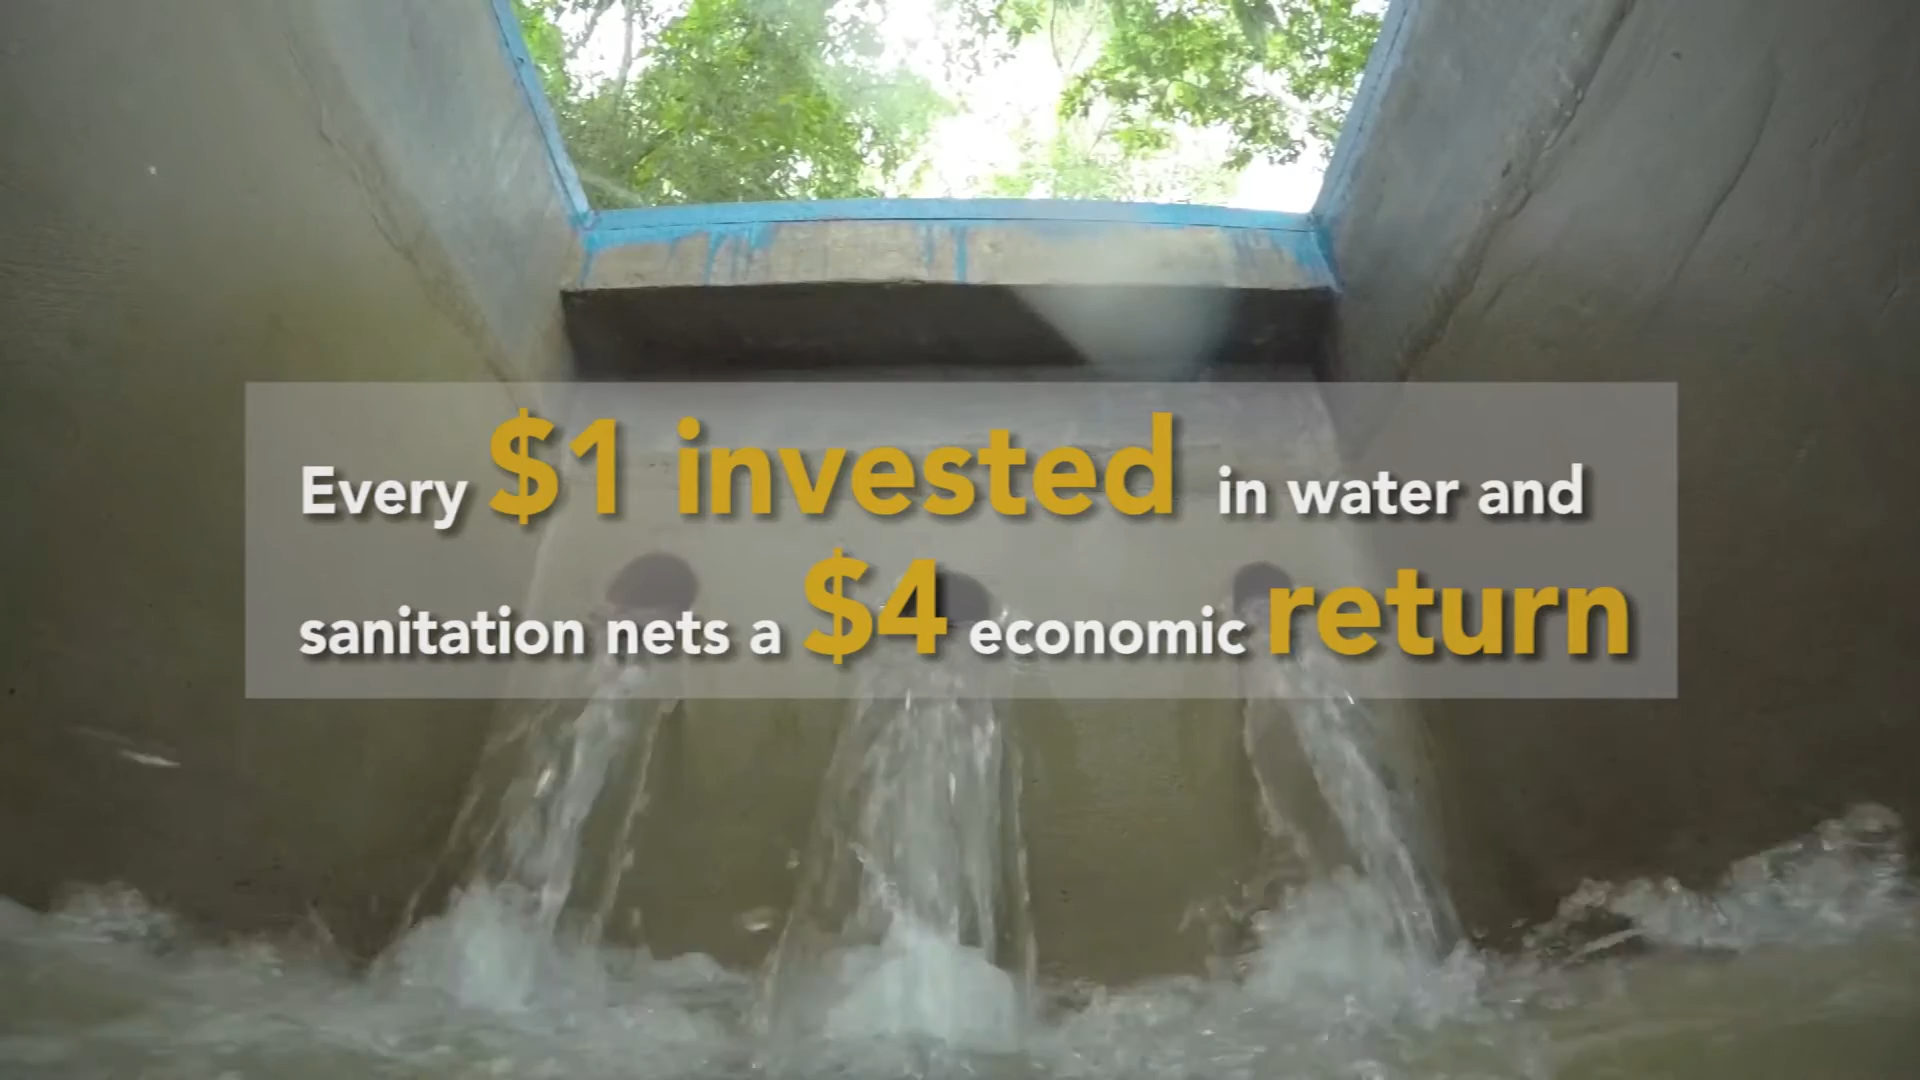 Every $1 invested in water and
sanitation nets a $4 economic return